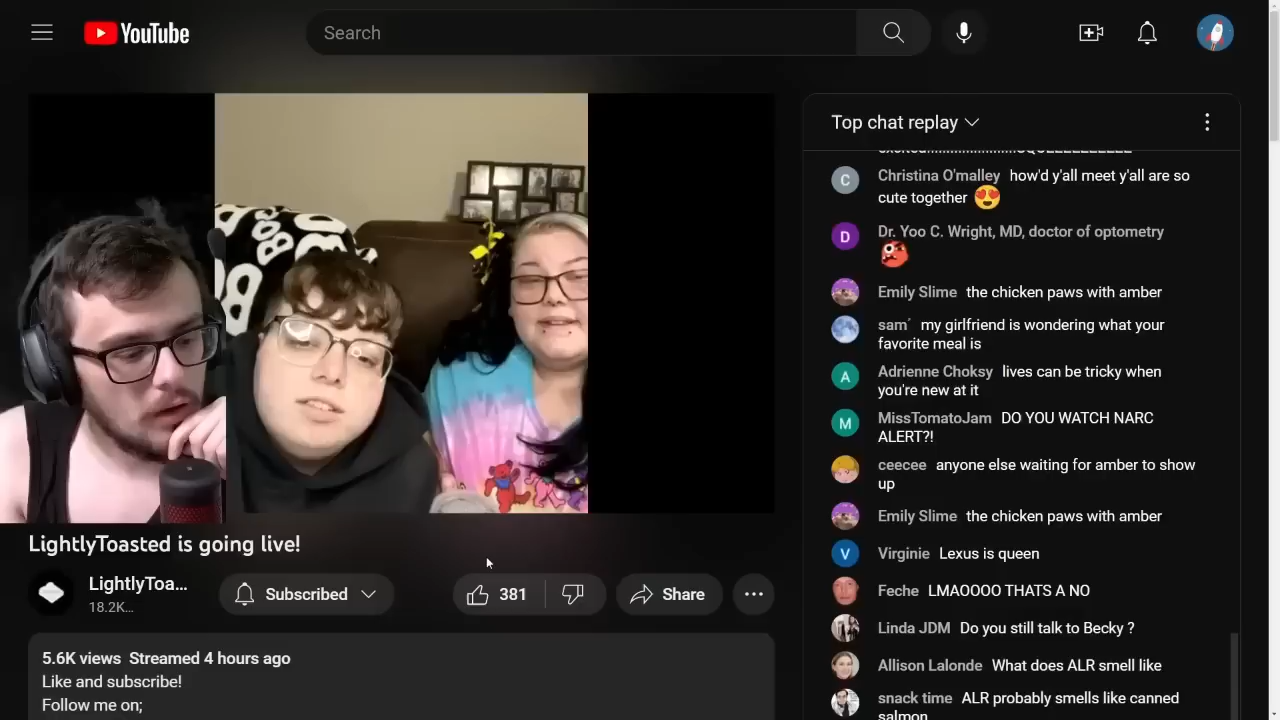 YouTube
Search
Top chat replay
Christina O'malley how'd y'all meet y'all are so
cute together
Dr. Yoo C. Wright, MD, doctor of optometry
Emily Slime the chicken paws with amber
sam´ my girlfriend is wondering what your
favorite meal is
Adrienne Choksy lives can be tricky when
you're new at it
MissTomatoJam DO YOU WATCH NARC
ALERT?!
ceecee anyone else waiting for amber to show
up
Emily Slime the chicken paws with amber
Virginie Lexus is queen
Feche LMAOOOO THATS A NO
Linda JDM Do you still talk to Becky ?
Allison Lalonde What does ALR smell like
snack time ALR probably smells like canned
salmon
LightlyToasted is going live!
LightlyToa...
18.2K...
Subscribed
381
Share
5.6K views Streamed 4 hours ago
Like and subscribe!
Follow me on;
C
D
A
M
V